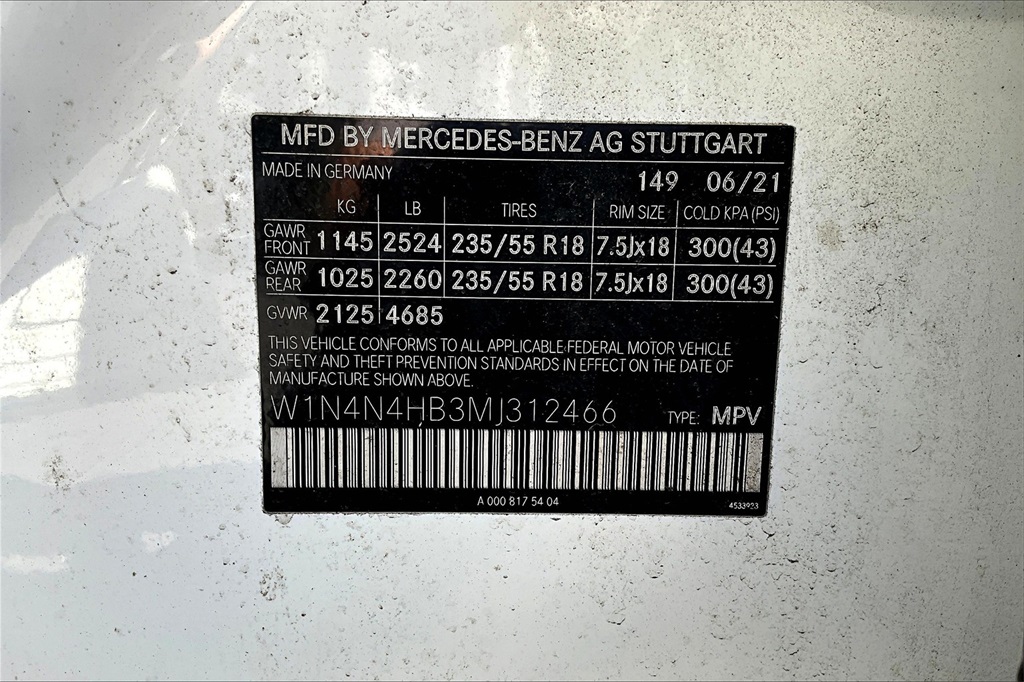 MFD BY MERCEDES-BENZ AG STUTTGART
MADE IN GERMANY 149 06/21
KG LB TIRES RIM SIZE COLD KPA (PSI)
GAWR FRONT 1145 2524 235/55 R18 7.5Jx18 300(43)
GAWR REAR 1025 2260 235/55 R18 7.5Jx18 300(43)
GVWR 2125 4685
THIS VEHICLE CONFORMS TO ALL APPLICABLE FEDERAL MOTOR VEHICLE
SAFETY AND THEFT PREVENTION STANDARDS IN EFFECT ON THE DATE OF
MANUFACTURE SHOWN ABOVE.
W1N4N4HB3MJ312466 TYPE: MPV
A 000 817 54 04
4533923